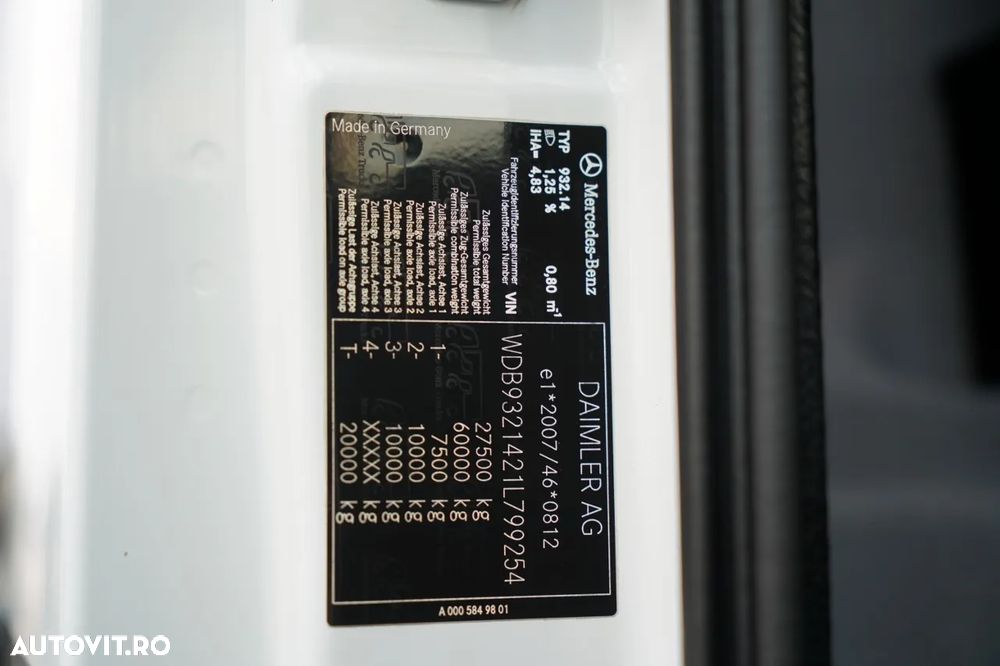 Mercedes-Benz
TYP 932.14
1,25 % 0,80 m⁻¹
IHA= 4,83
DAIMLER AG
e1*2007/46*0812
Fahrzeugidentifizierungsnummer
Vehicle Identification Number VIN WDB9321421L799254
Zulässiges Gesamtgewicht
Permissible total weight 27500 kg
Zulässiges Zug-Gesamtgewicht
Permissible combination weight 60000 kg
Zulässige Achslast, Achse 1
Permissible axle load, axle 1 1- 7500 kg
Zulässige Achslast, Achse 2
Permissible axle load, axle 2 2- 10000 kg
Zulässige Achslast, Achse 3
Permissible axle load, axle 3 3- 10000 kg
Zulässige Achslast, Achse 4
Permissible axle load, axle 4 4- XXXXX kg
Zulässige Last der Achsgruppe
Permissible load on axle group T- 20000 kg
Made in Germany
A 000 584 98 01
AUTOVIT.RO